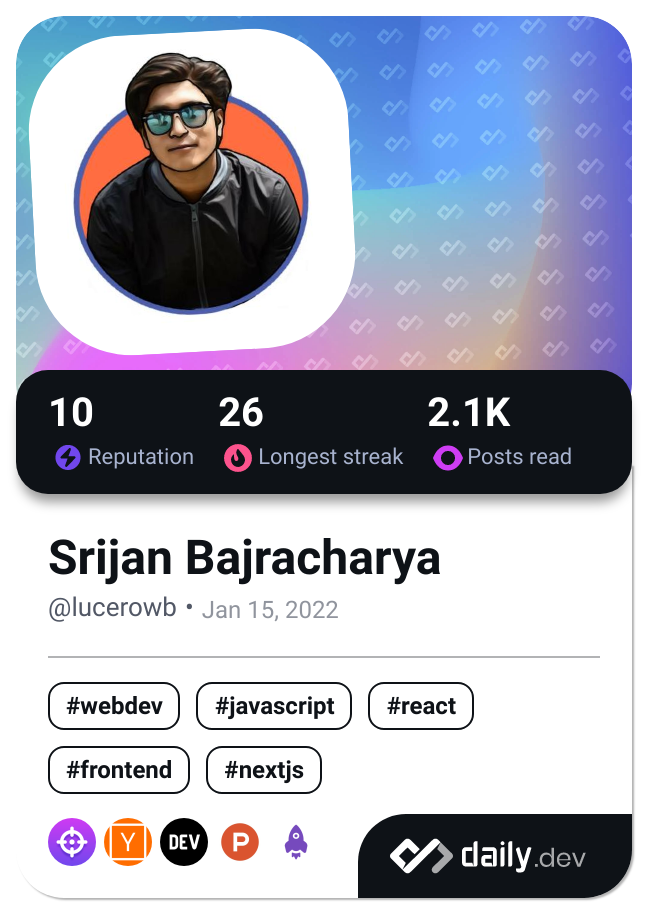 10 26 2.1K
Reputation Longest streak Posts read
Srijan Bajracharya
@lucerowb • Jan 15, 2022
#webdev #javascript #react
#frontend #nextjs
Y DEV P
daily.dev